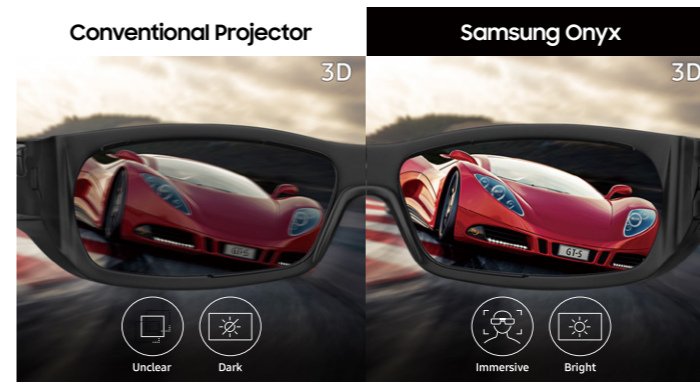 Conventional Projector
Samsung Onyx
3D
3D
GT-S
GT-S
Unclear
Dark
Immersive
Bright